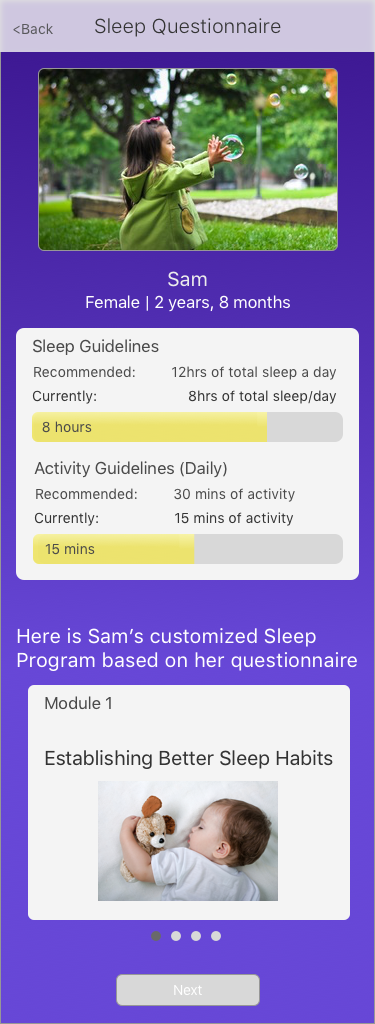 <Back
Sleep Questionnaire
Sam
Female | 2 years, 8 months
Sleep Guidelines
Recommended: 12hrs of total sleep a day
Currently: 8hrs of total sleep/day
8 hours
Activity Guidelines (Daily)
Recommended: 30 mins of activity
Currently: 15 mins of activity
15 mins
Here is Sam's customized Sleep
Program based on her questionnaire
Module 1
Establishing Better Sleep Habits
Next